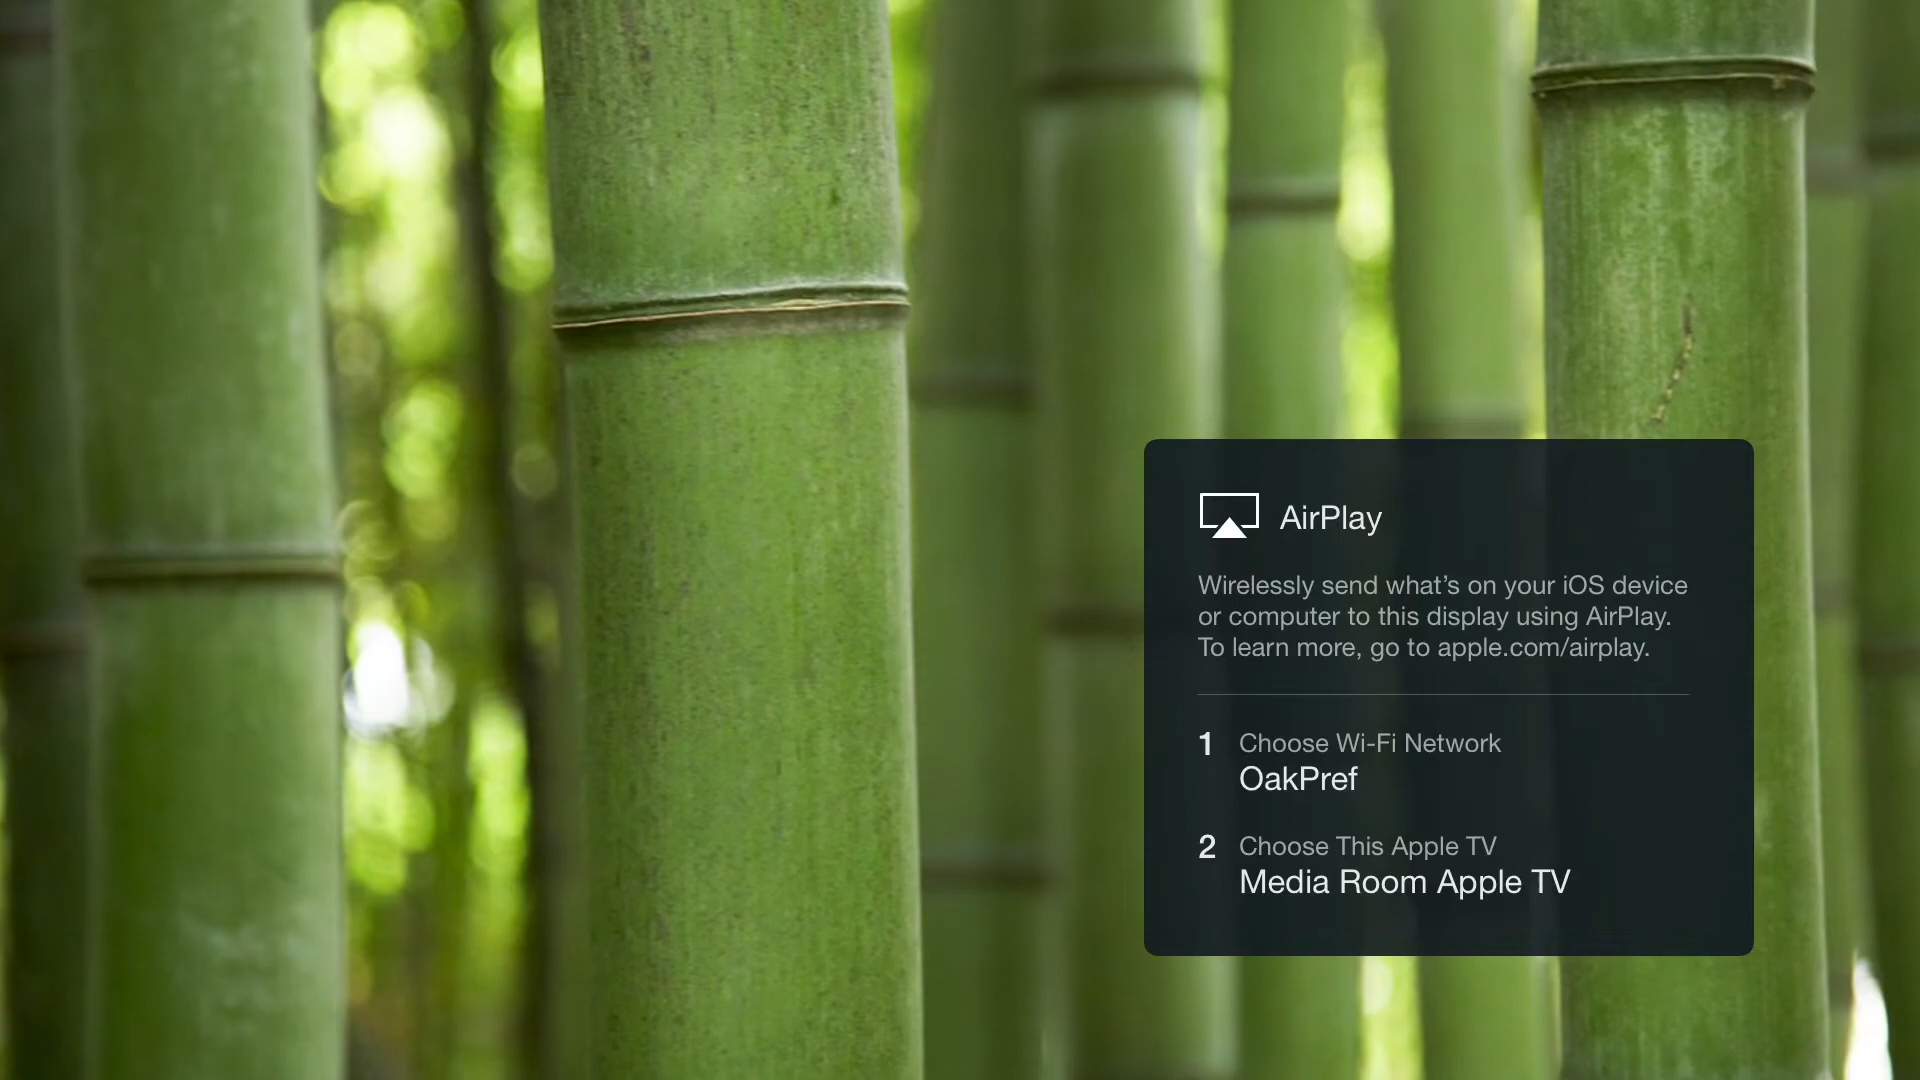 AirPlay
Wirelessly send what’s on your iOS device
or computer to this display using AirPlay.
To learn more, go to apple.com/airplay.
1 Choose Wi-Fi Network
OakPref
2 Choose This Apple TV
Media Room Apple TV